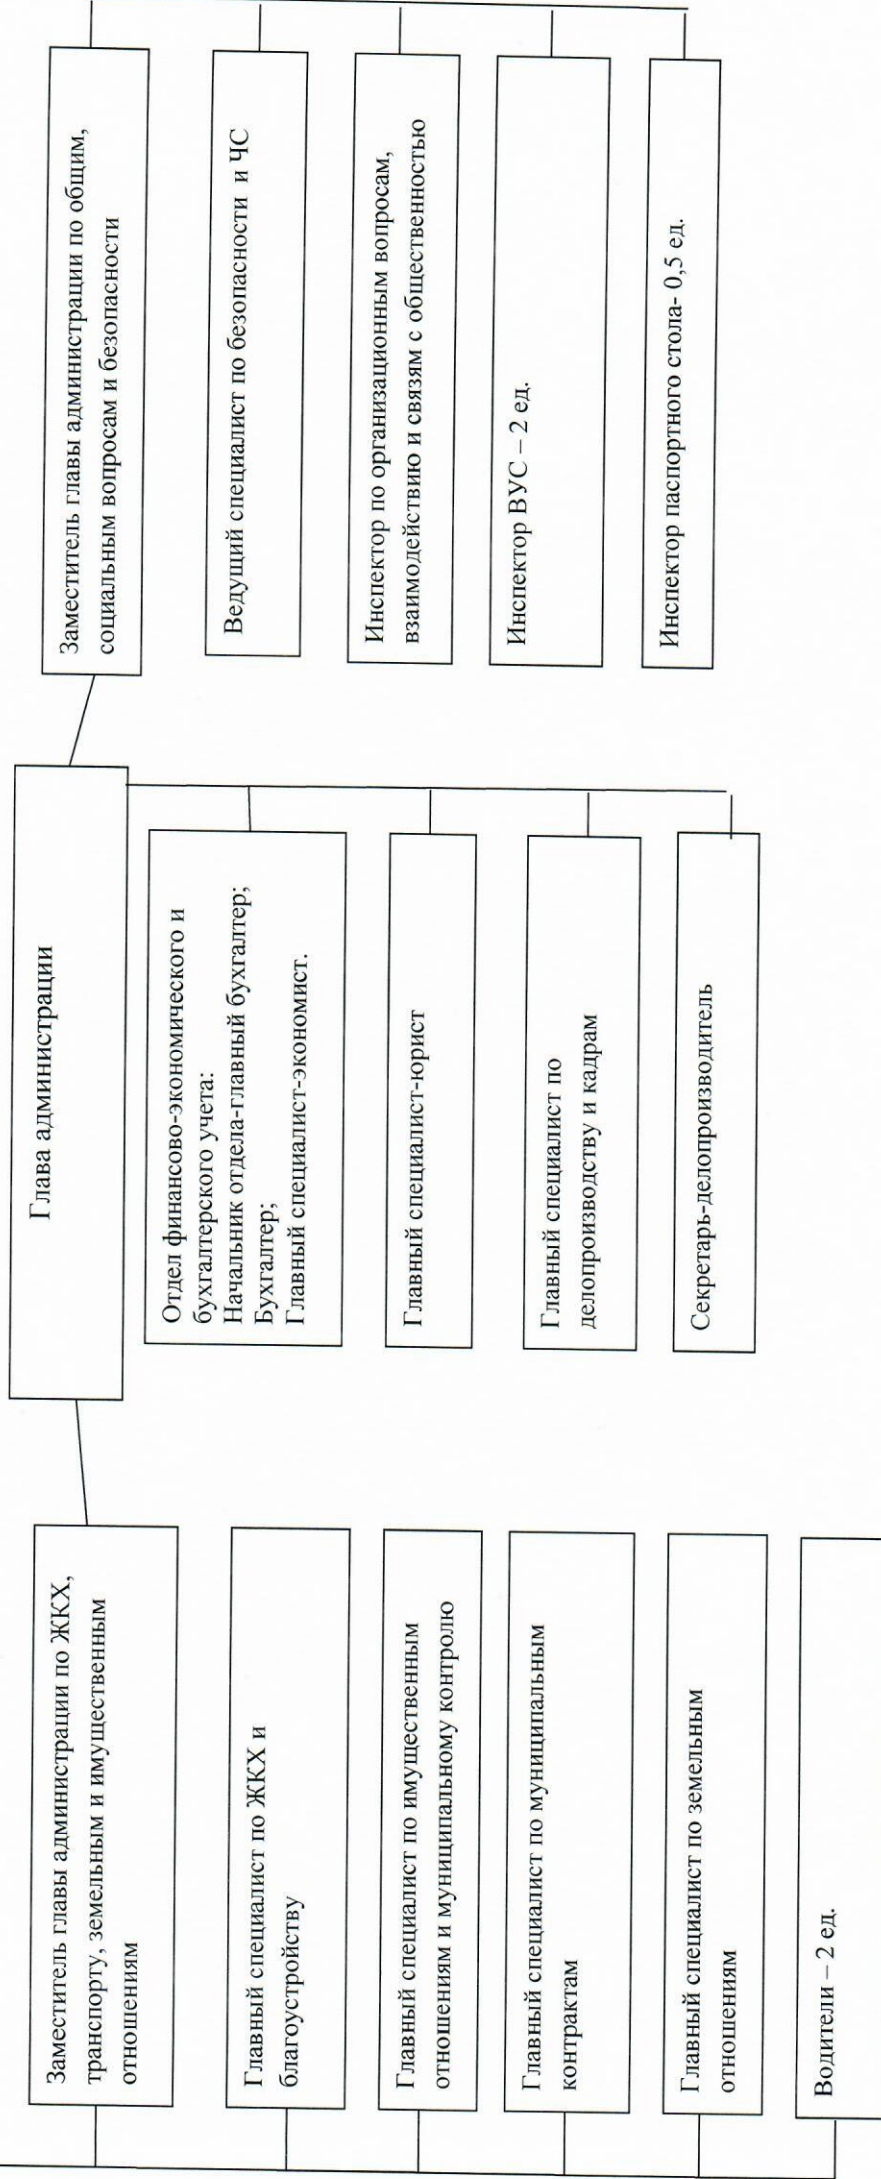 Глава администрации
Заместитель главы администрации по ЖКХ,
транспорту, земельным и имущественным
отношениям
Главный специалист по ЖКХ и
благоустройству
Главный специалист по имущественным
отношениям и муниципальному контролю
Главный специалист по муниципальным
контрактам
Главный специалист по земельным
отношениям
Водители – 2 ед.
Отдел финансово-экономического и
бухгалтерского учета:
Начальник отдела-главный бухгалтер;
Бухгалтер;
Главный специалист-экономист.
Главный специалист-юрист
Главный специалист по
делопроизводству и кадрам
Секретарь-делопроизводитель
Заместитель главы администрации по общим,
социальным вопросам и безопасности
Ведущий специалист по безопасности и ЧС
Инспектор по организационным вопросам,
взаимодействию и связям с общественностью
Инспектор ВУС – 2 ед.
Инспектор паспортного стола- 0,5 ед.